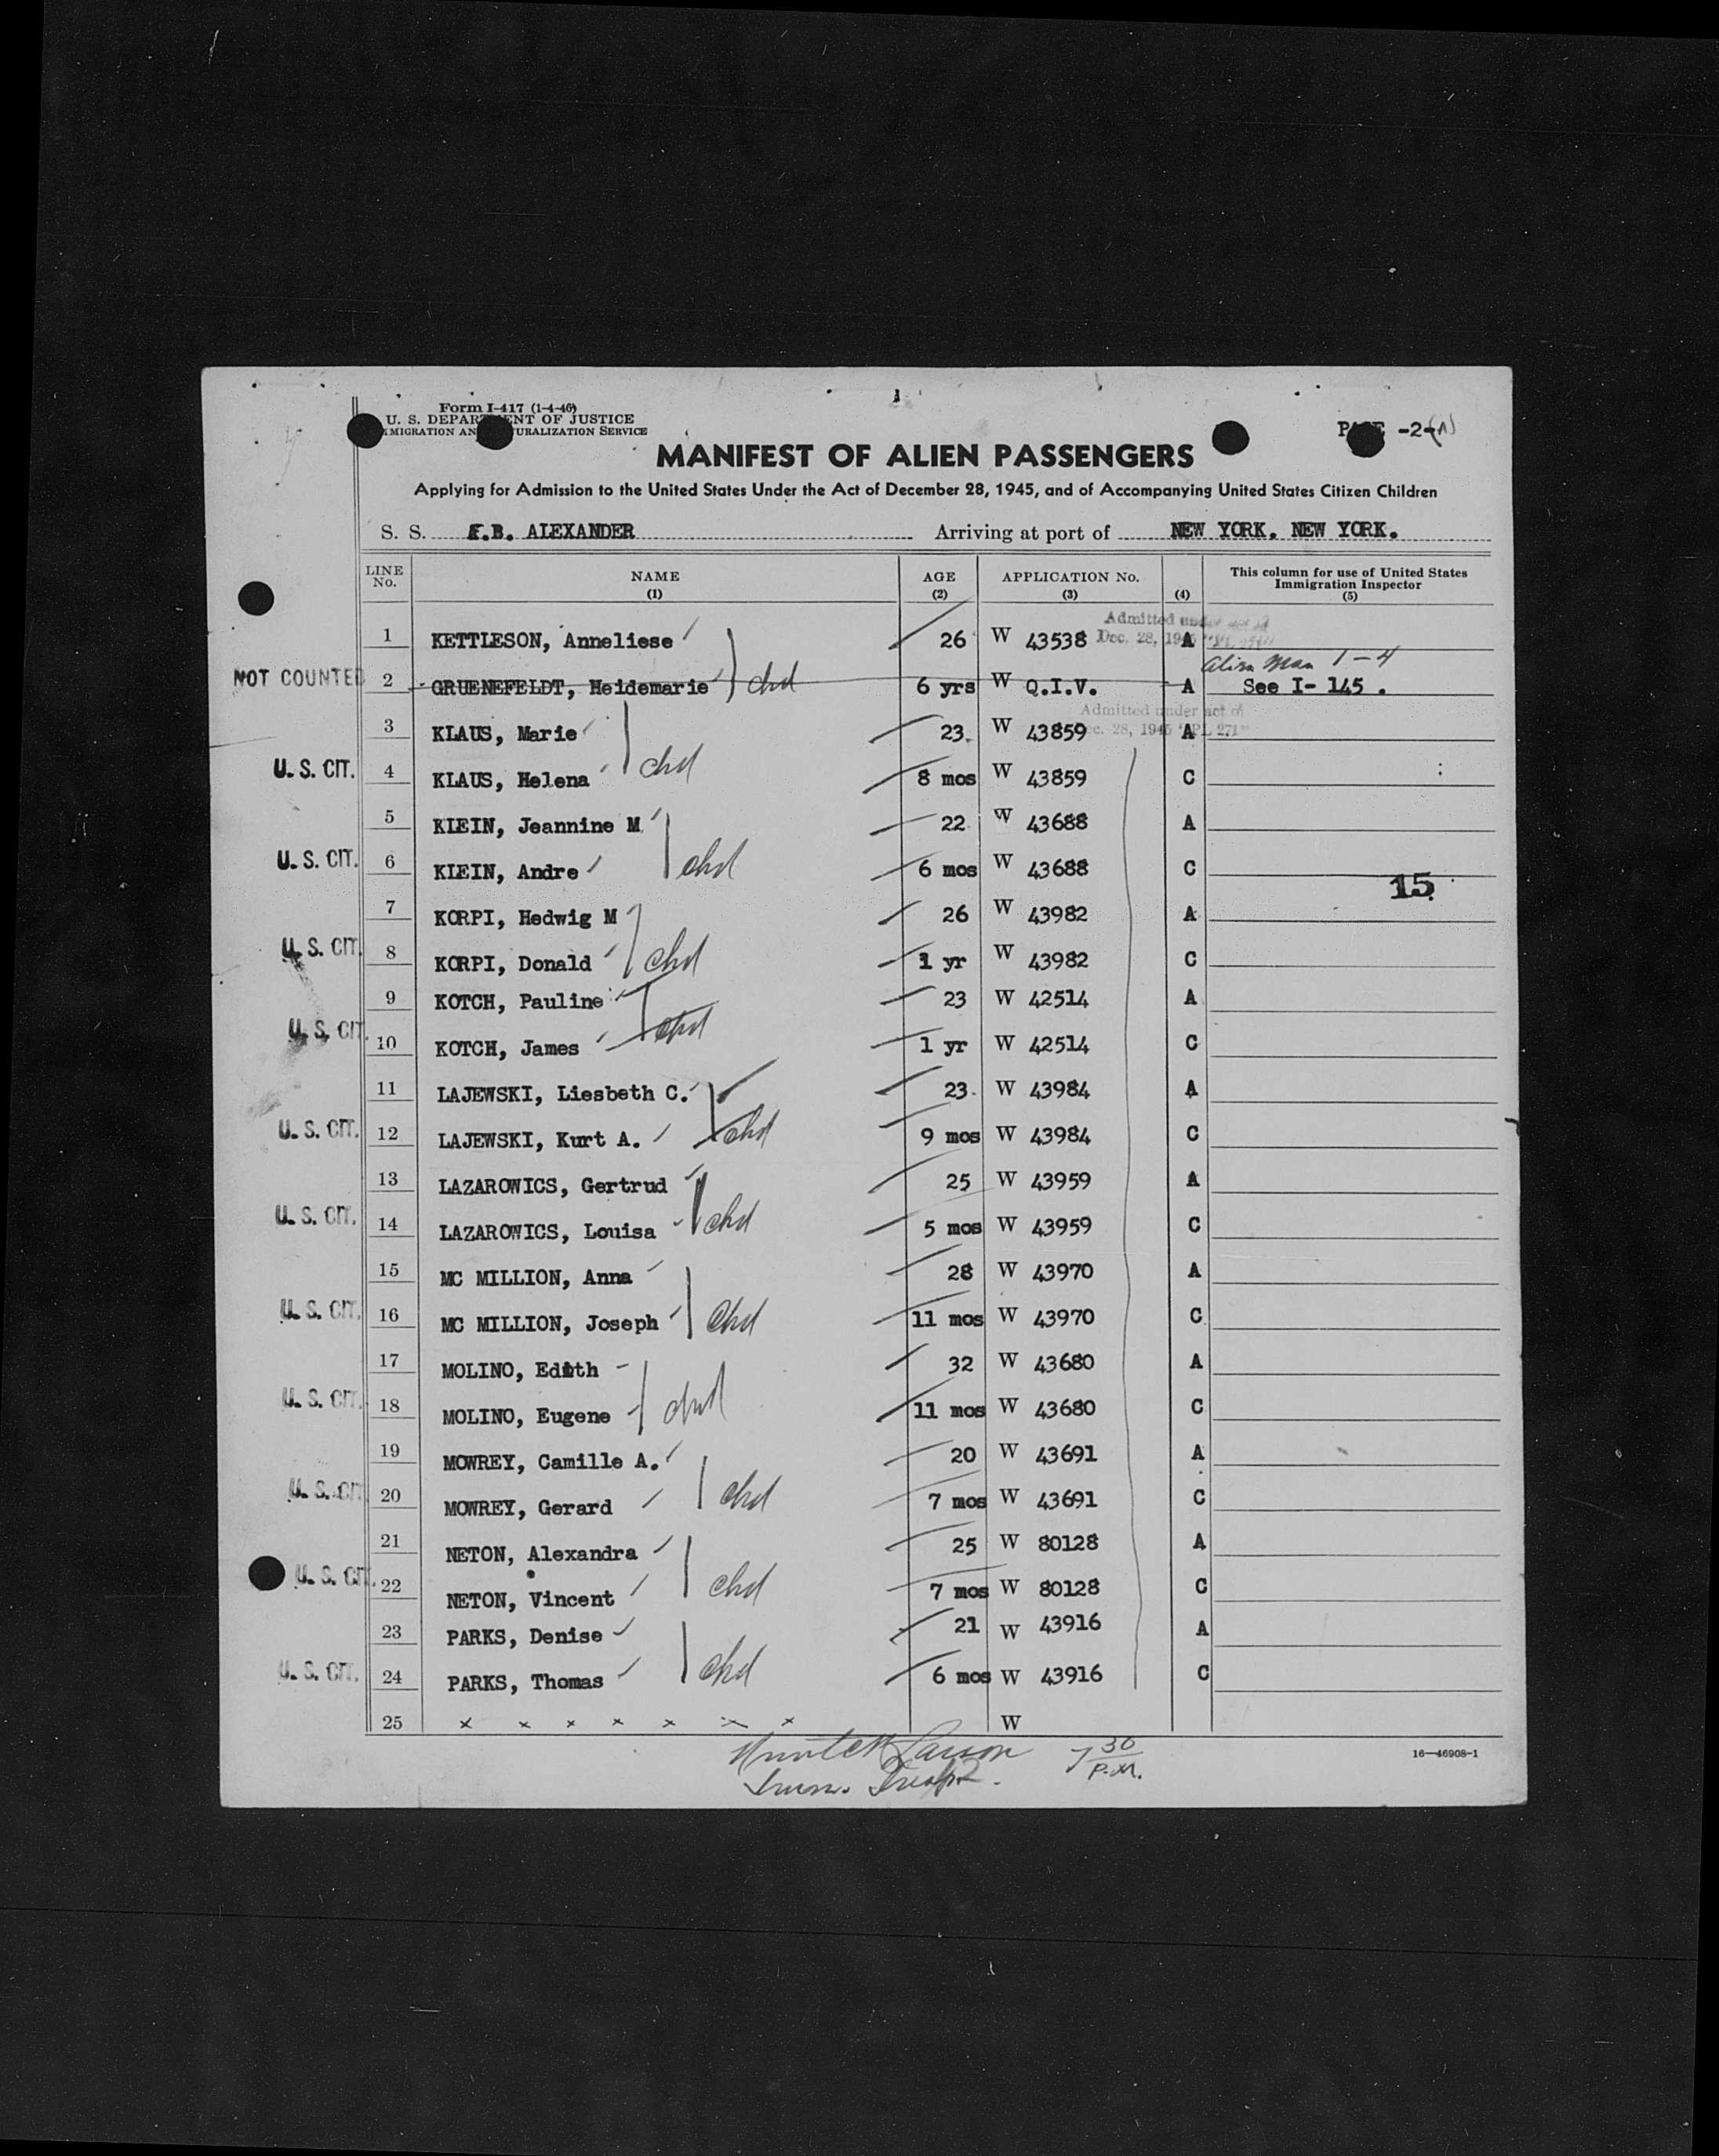 Form I-417 (1-4-46)
U. S. DEPARTMENT OF JUSTICE
IMMIGRATION AND NATURALIZATION SERVICE
PAGE -2-(A)
MANIFEST OF ALIEN PASSENGERS
Applying for Admission to the United States Under the Act of December 28, 1945, and of Accompanying United States Citizen Children
S. S. F.B. ALEXANDER Arriving at port of NEW YORK. NEW YORK.
LINE No. NAME (1) AGE (2) APPLICATION No. (3) (4) This column for use of United States Immigration Inspector (5)
Admitted under act of
1 KETTLESON, Anneliese 26 W 43538 Dec. 28, 1945 A
Alien Man 1-4
NOT COUNTED 2 GRUENEFELDT, Heidemarie chd 6 yrs W Q.I.V. A See I- 145 .
Admitted under act of
3 KLAUS, Marie 23. W 43859 Dec. 28, 1945 "PL 271" A
U. S. CIT. 4 KLAUS, Helena chd 8 mos W 43859 C
5 KLEIN, Jeannine M 22 W 43688 A
U. S. CIT. 6 KLEIN, Andre chd 6 mos W 43688 C
15
7 KORPI, Hedwig M 26 W 43982 A
U. S. CIT. 8 KORPI, Donald chd 1 yr W 43982 C
9 KOTCH, Pauline 23 W 42514 A
U. S. CIT. 10 KOTCH, James chd 1 yr W 42514 C
11 LAJEWSKI, Liesbeth C. 23. W 43984 A
U. S. CIT. 12 LAJEWSKI, Kurt A. chd 9 mos W 43984 C
13 LAZAROWICS, Gertrud 25 W 43959 A
U. S. CIT. 14 LAZAROWICS, Louisa chd 5 mos W 43959 C
15 MC MILLION, Anna 28 W 43970 A
U. S. CIT. 16 MC MILLION, Joseph chd 11 mos W 43970 C
17 MOLINO, Edith 32 W 43680 A
U. S. CIT. 18 MOLINO, Eugene chd 11 mos W 43680 C
19 MOWREY, Camille A. 20 W 43691 A
U. S. CIT. 20 MOWREY, Gerard chd 7 mos W 43691 C
21 NETON, Alexandra 25 W 80128 A
U. S. CIT. 22 NETON, Vincent chd 7 mos W 80128 C
23 PARKS, Denise 21 W 43916 A
U. S. CIT. 24 PARKS, Thomas chd 6 mos W 43916 C
25 x x x x x x x W
Larson 7 30 P.M.
Imm. Insp.
16—46908-1